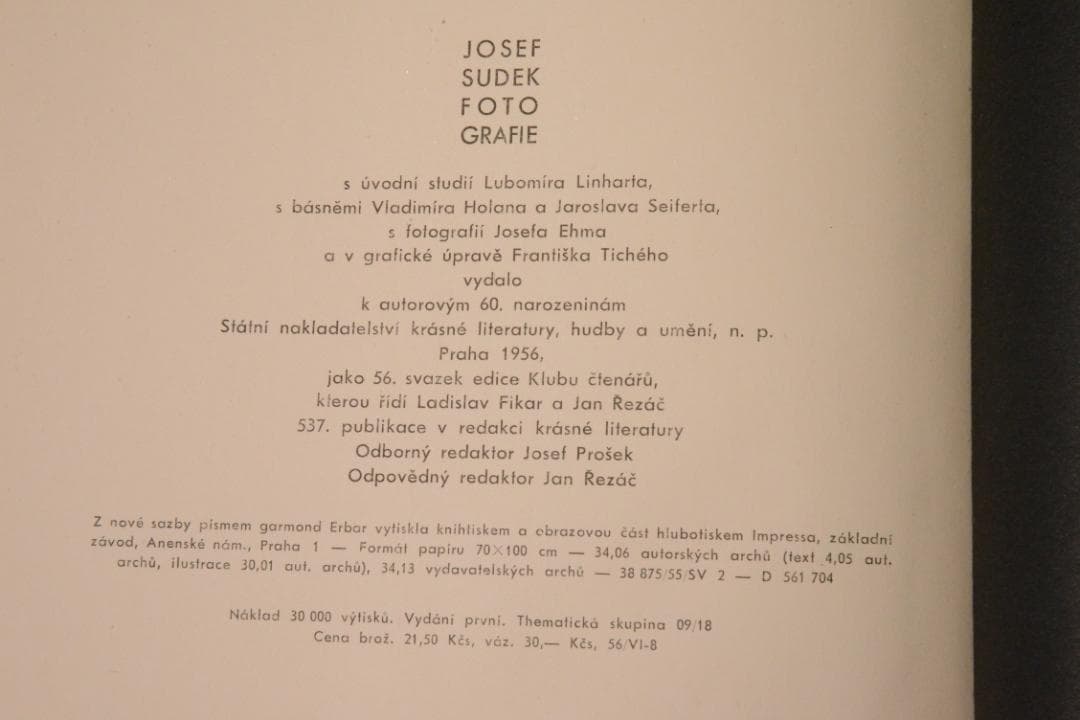 JOSEF
SUDEK
FOTO
GRAFIE
s úvodní studií Lubomíra Linharta,
s básněmi Vladimíra Holana a Jaroslava Seiferta,
s fotografií Josefa Ehma
a v grafické úpravě Františka Tichého
vydalo
k autorovým 60. narozeninám
Státní nakladatelství krásné literatury, hudby a umění, n. p.
Praha 1956,
jako 56. svazek edice Klubu čtenářů,
kterou řídí Ladislav Fikar a Jan Řezáč
537. publikace v redakci krásné literatury
Odborný redaktor Josef Prošek
Odpovědný redaktor Jan Řezáč
Z nové sazby písmem garmond Erbar vytiskla knihtiskem a obrazovou část hlubotiskem Impressa, základní
závod, Anenské nám., Praha 1 — Formát papíru 70×100 cm — 34,06 autorských archů (text 4,05 aut.
archů, ilustrace 30,01 aut. archů), 34,13 vydavatelských archů — 38 875/55/SV 2 — D 561 704
Náklad 30 000 výtisků. Vydání první. Thematická skupina 09/18
Cena brož. 21,50 Kčs, váz. 30,— Kčs, 56/VI-8